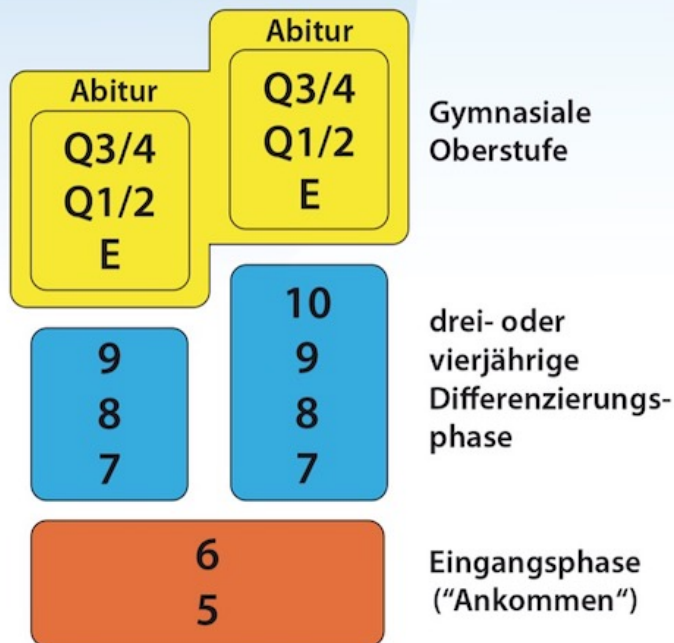 Abitur
Q3/4
Q1/2
E
Abitur
Q3/4
Q1/2
E
Gymnasiale
Oberstufe
9
8
7
10
9
8
7
drei- oder
vierjährige
Differenzierungs-
phase
6
5
Eingangsphase
(“Ankommen“)